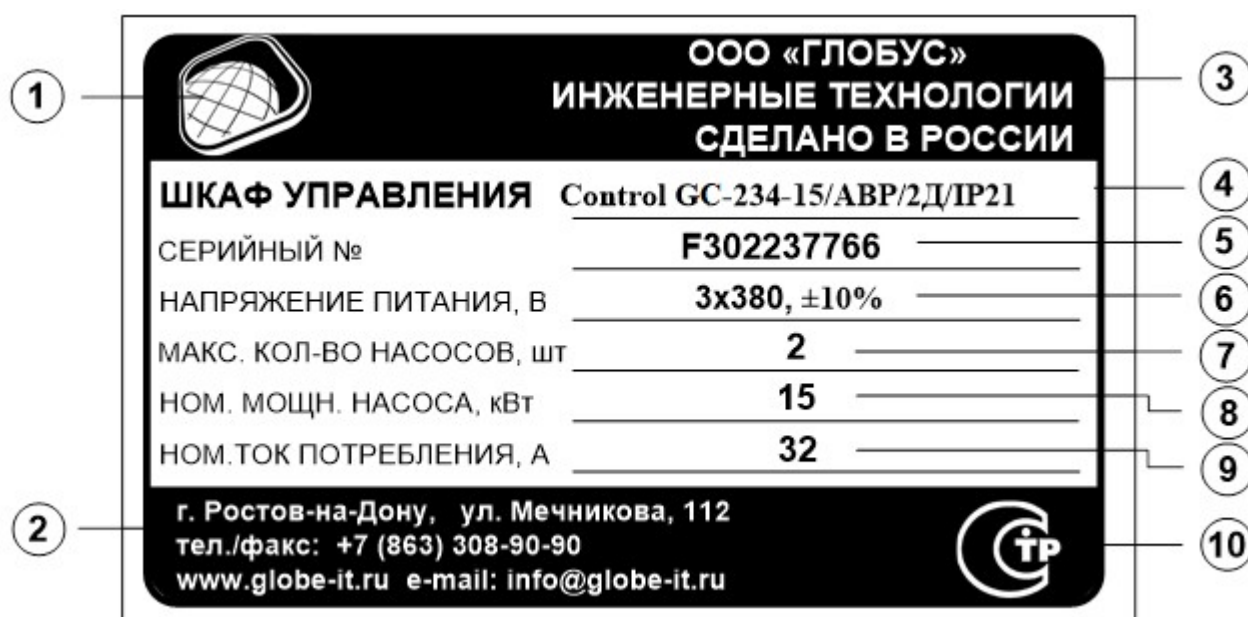 ООО «ГЛОБУС»
ИНЖЕНЕРНЫЕ ТЕХНОЛОГИИ
СДЕЛАНО В РОССИИ
ШКАФ УПРАВЛЕНИЯ Control GC-234-15/АВР/2Д/IP21
СЕРИЙНЫЙ № F302237766
НАПРЯЖЕНИЕ ПИТАНИЯ, В 3x380, ±10%
МАКС. КОЛ-ВО НАСОСОВ, шт 2
НОМ. МОЩН. НАСОСА, кВт 15
НОМ.ТОК ПОТРЕБЛЕНИЯ, А 32
г. Ростов-на-Дону, ул. Мечникова, 112
тел./факс: +7 (863) 308-90-90
www.globe-it.ru e-mail: info@globe-it.ru
СТР
1
2
3
4
5
6
7
8
9
10